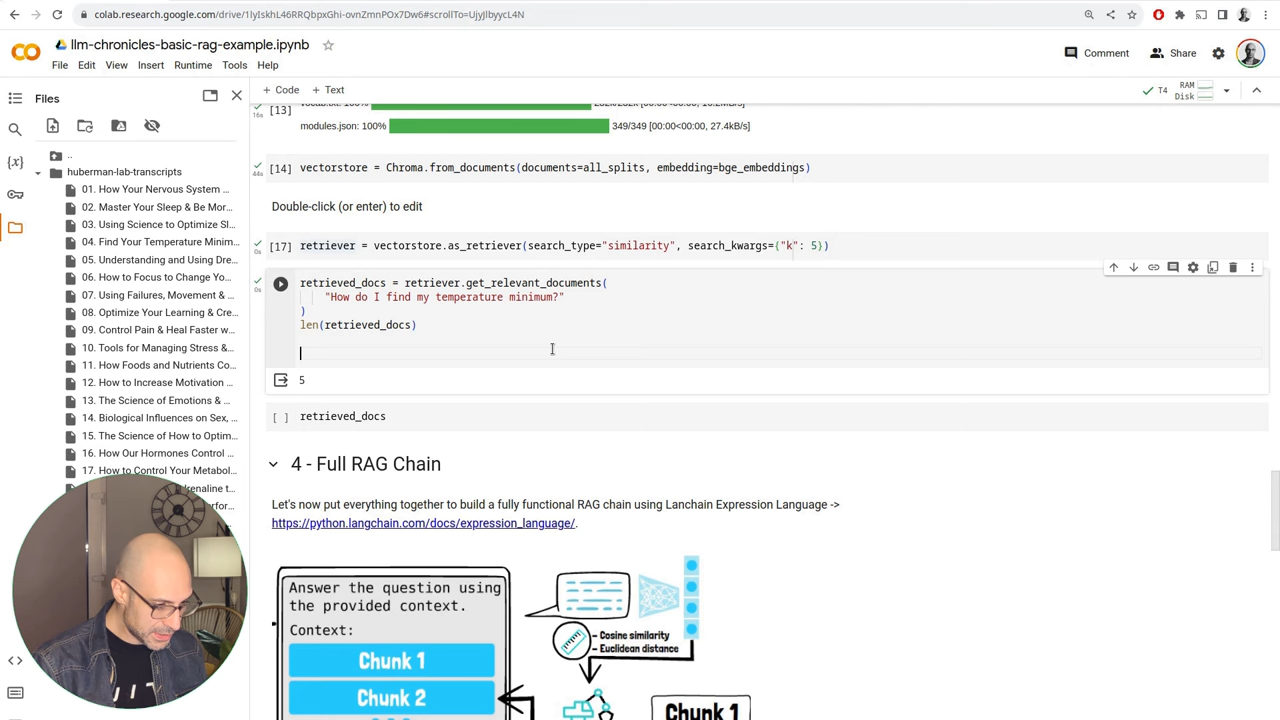 colab.research.google.com/drive/1lyIskhL46RRQbpxGhi-ovnZmnPOx7Dw6#scrollTo=UjyJlbyycL4N
llm-chronicles-basic-rag-example.ipynb
File Edit View Insert Runtime Tools Help
Comment Share
+ Code + Text
T4 RAM Disk
Files
..
huberman-lab-transcripts
01. How Your Nervous System ...
02. Master Your Sleep & Be Mor...
03. Using Science to Optimize Sl...
04. Find Your Temperature Minim...
05. Understanding and Using Dre...
06. How to Focus to Change Yo...
07. Using Failures, Movement & ...
08. Optimize Your Learning & Cre...
09. Control Pain & Heal Faster w...
10. Tools for Managing Stress &...
11. How Foods and Nutrients Co...
12. How to Increase Motivation ...
13. The Science of Emotions & ...
14. Biological Influences on Sex, ...
15. The Science of How to Optim...
16. How Our Hormones Control ...
17. How to Control Your Metabol...
[13]
16s
modules.json: 100% 349/349 [00:00<00:00, 27.4kB/s]
[14] vectorstore = Chroma.from_documents(documents=all_splits, embedding=bge_embeddings)
44s
Double-click (or enter) to edit
[17] retriever = vectorstore.as_retriever(search_type="similarity", search_kwargs={"k": 5})
0s
retrieved_docs = retriever.get_relevant_documents(
0s
"How do I find my temperature minimum?"
)
len(retrieved_docs)
5
[ ] retrieved_docs
4 - Full RAG Chain
Let's now put everything together to build a fully functional RAG chain using Lanchain Expression Language ->
https://python.langchain.com/docs/expression_language/.
Answer the question using
the provided context.
Context:
Chunk 1
Chunk 2
– Cosine similarity
– Euclidean distance
Chunk 1